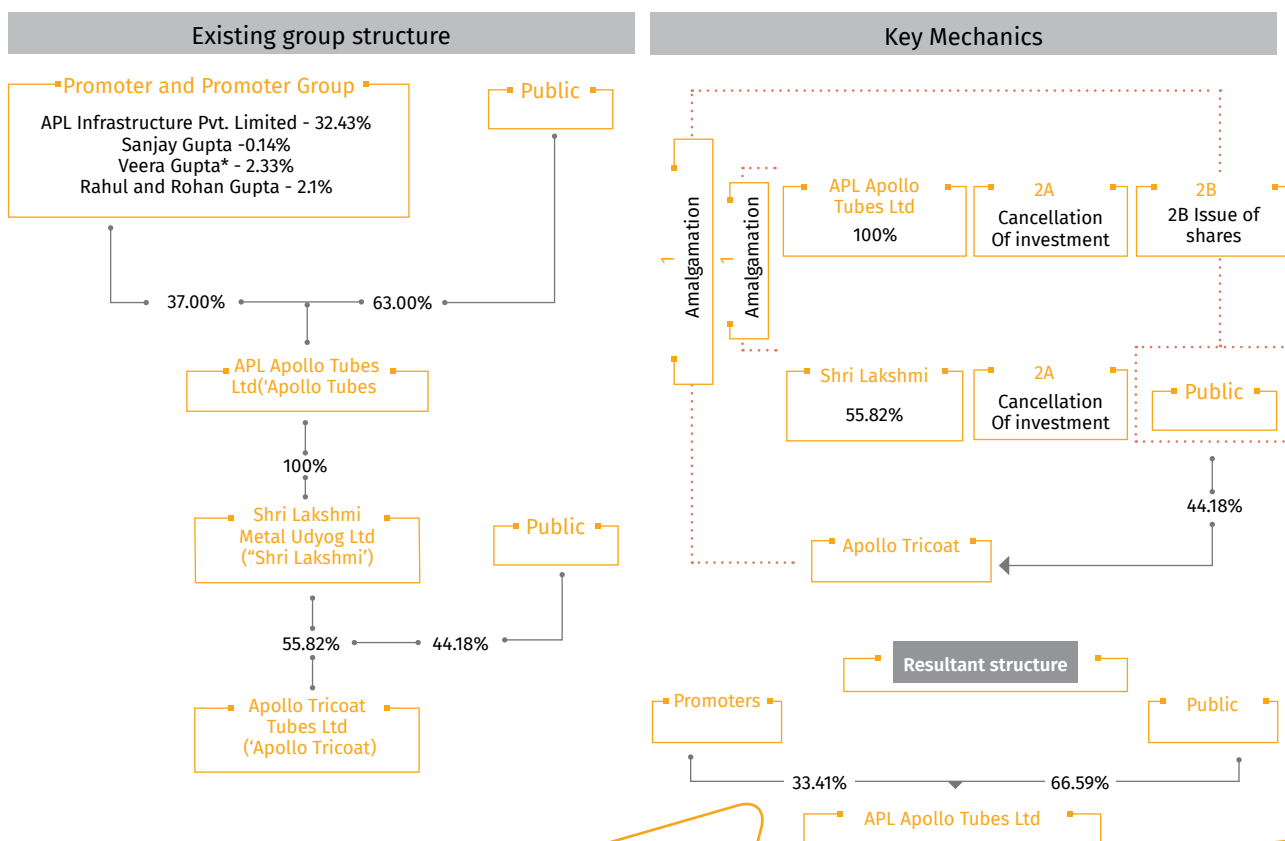 Existing group structure
Promoter and Promoter Group
APL Infrastructure Pvt. Limited - 32.43%
Sanjay Gupta -0.14%
Veera Gupta* - 2.33%
Rahul and Rohan Gupta - 2.1%
Public
37.00%
63.00%
APL Apollo Tubes
Ltd('Apollo Tubes
100%
Shri Lakshmi
Metal Udyog Ltd
(“Shri Lakshmi’)
Public
55.82%
44.18%
Apollo Tricoat
Tubes Ltd
(‘Apollo Tricoat)
Key Mechanics
1
Amalgamation
1
Amalgamation
APL Apollo
Tubes Ltd
100%
2A
Cancellation
Of investment
2B
2B Issue of
shares
Shri Lakshmi
55.82%
2A
Cancellation
Of investment
Public
44.18%
Apollo Tricoat
Resultant structure
Promoters
Public
33.41%
66.59%
APL Apollo Tubes Ltd